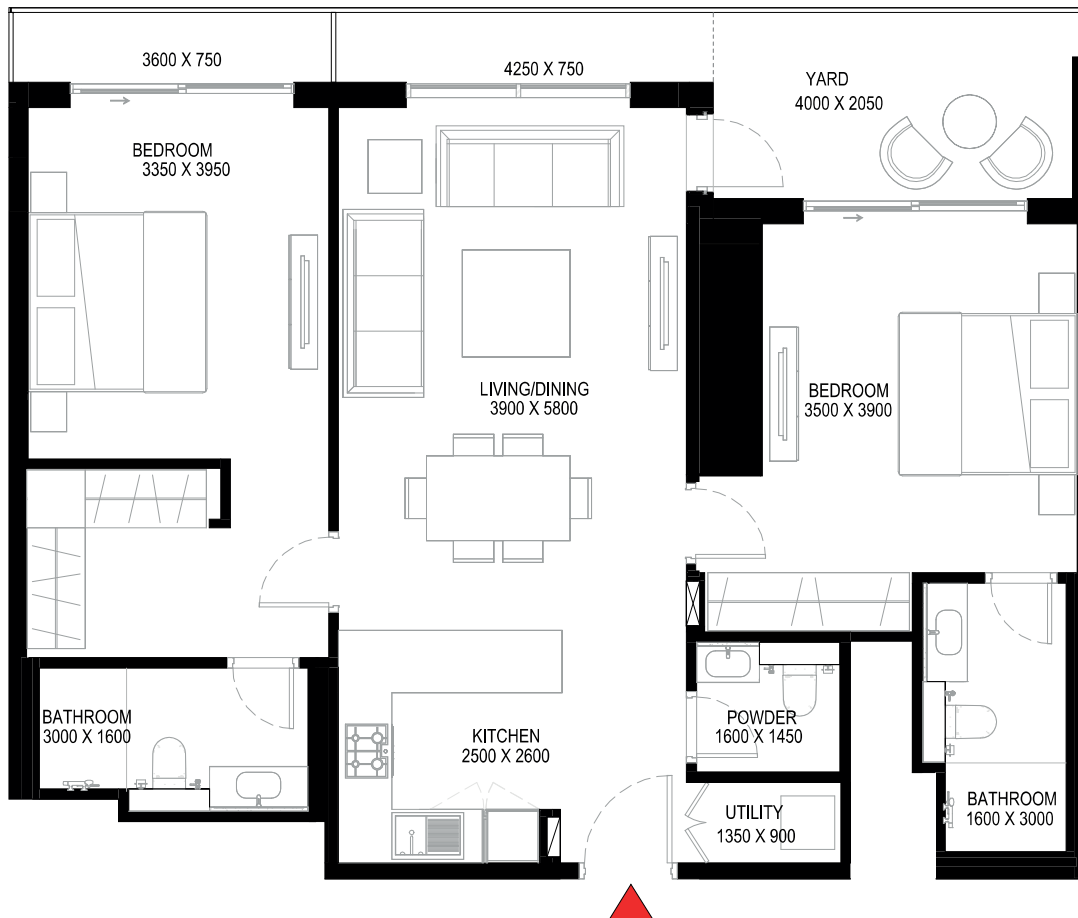 3600 X 750
4250 X 750
YARD
4000 X 2050
BEDROOM
3350 X 3950
LIVING/DINING
3900 X 5800
BEDROOM
3500 X 3900
BATHROOM
3000 X 1600
KITCHEN
2500 X 2600
POWDER
1600 X 1450
UTILITY
1350 X 900
BATHROOM
1600 X 3000